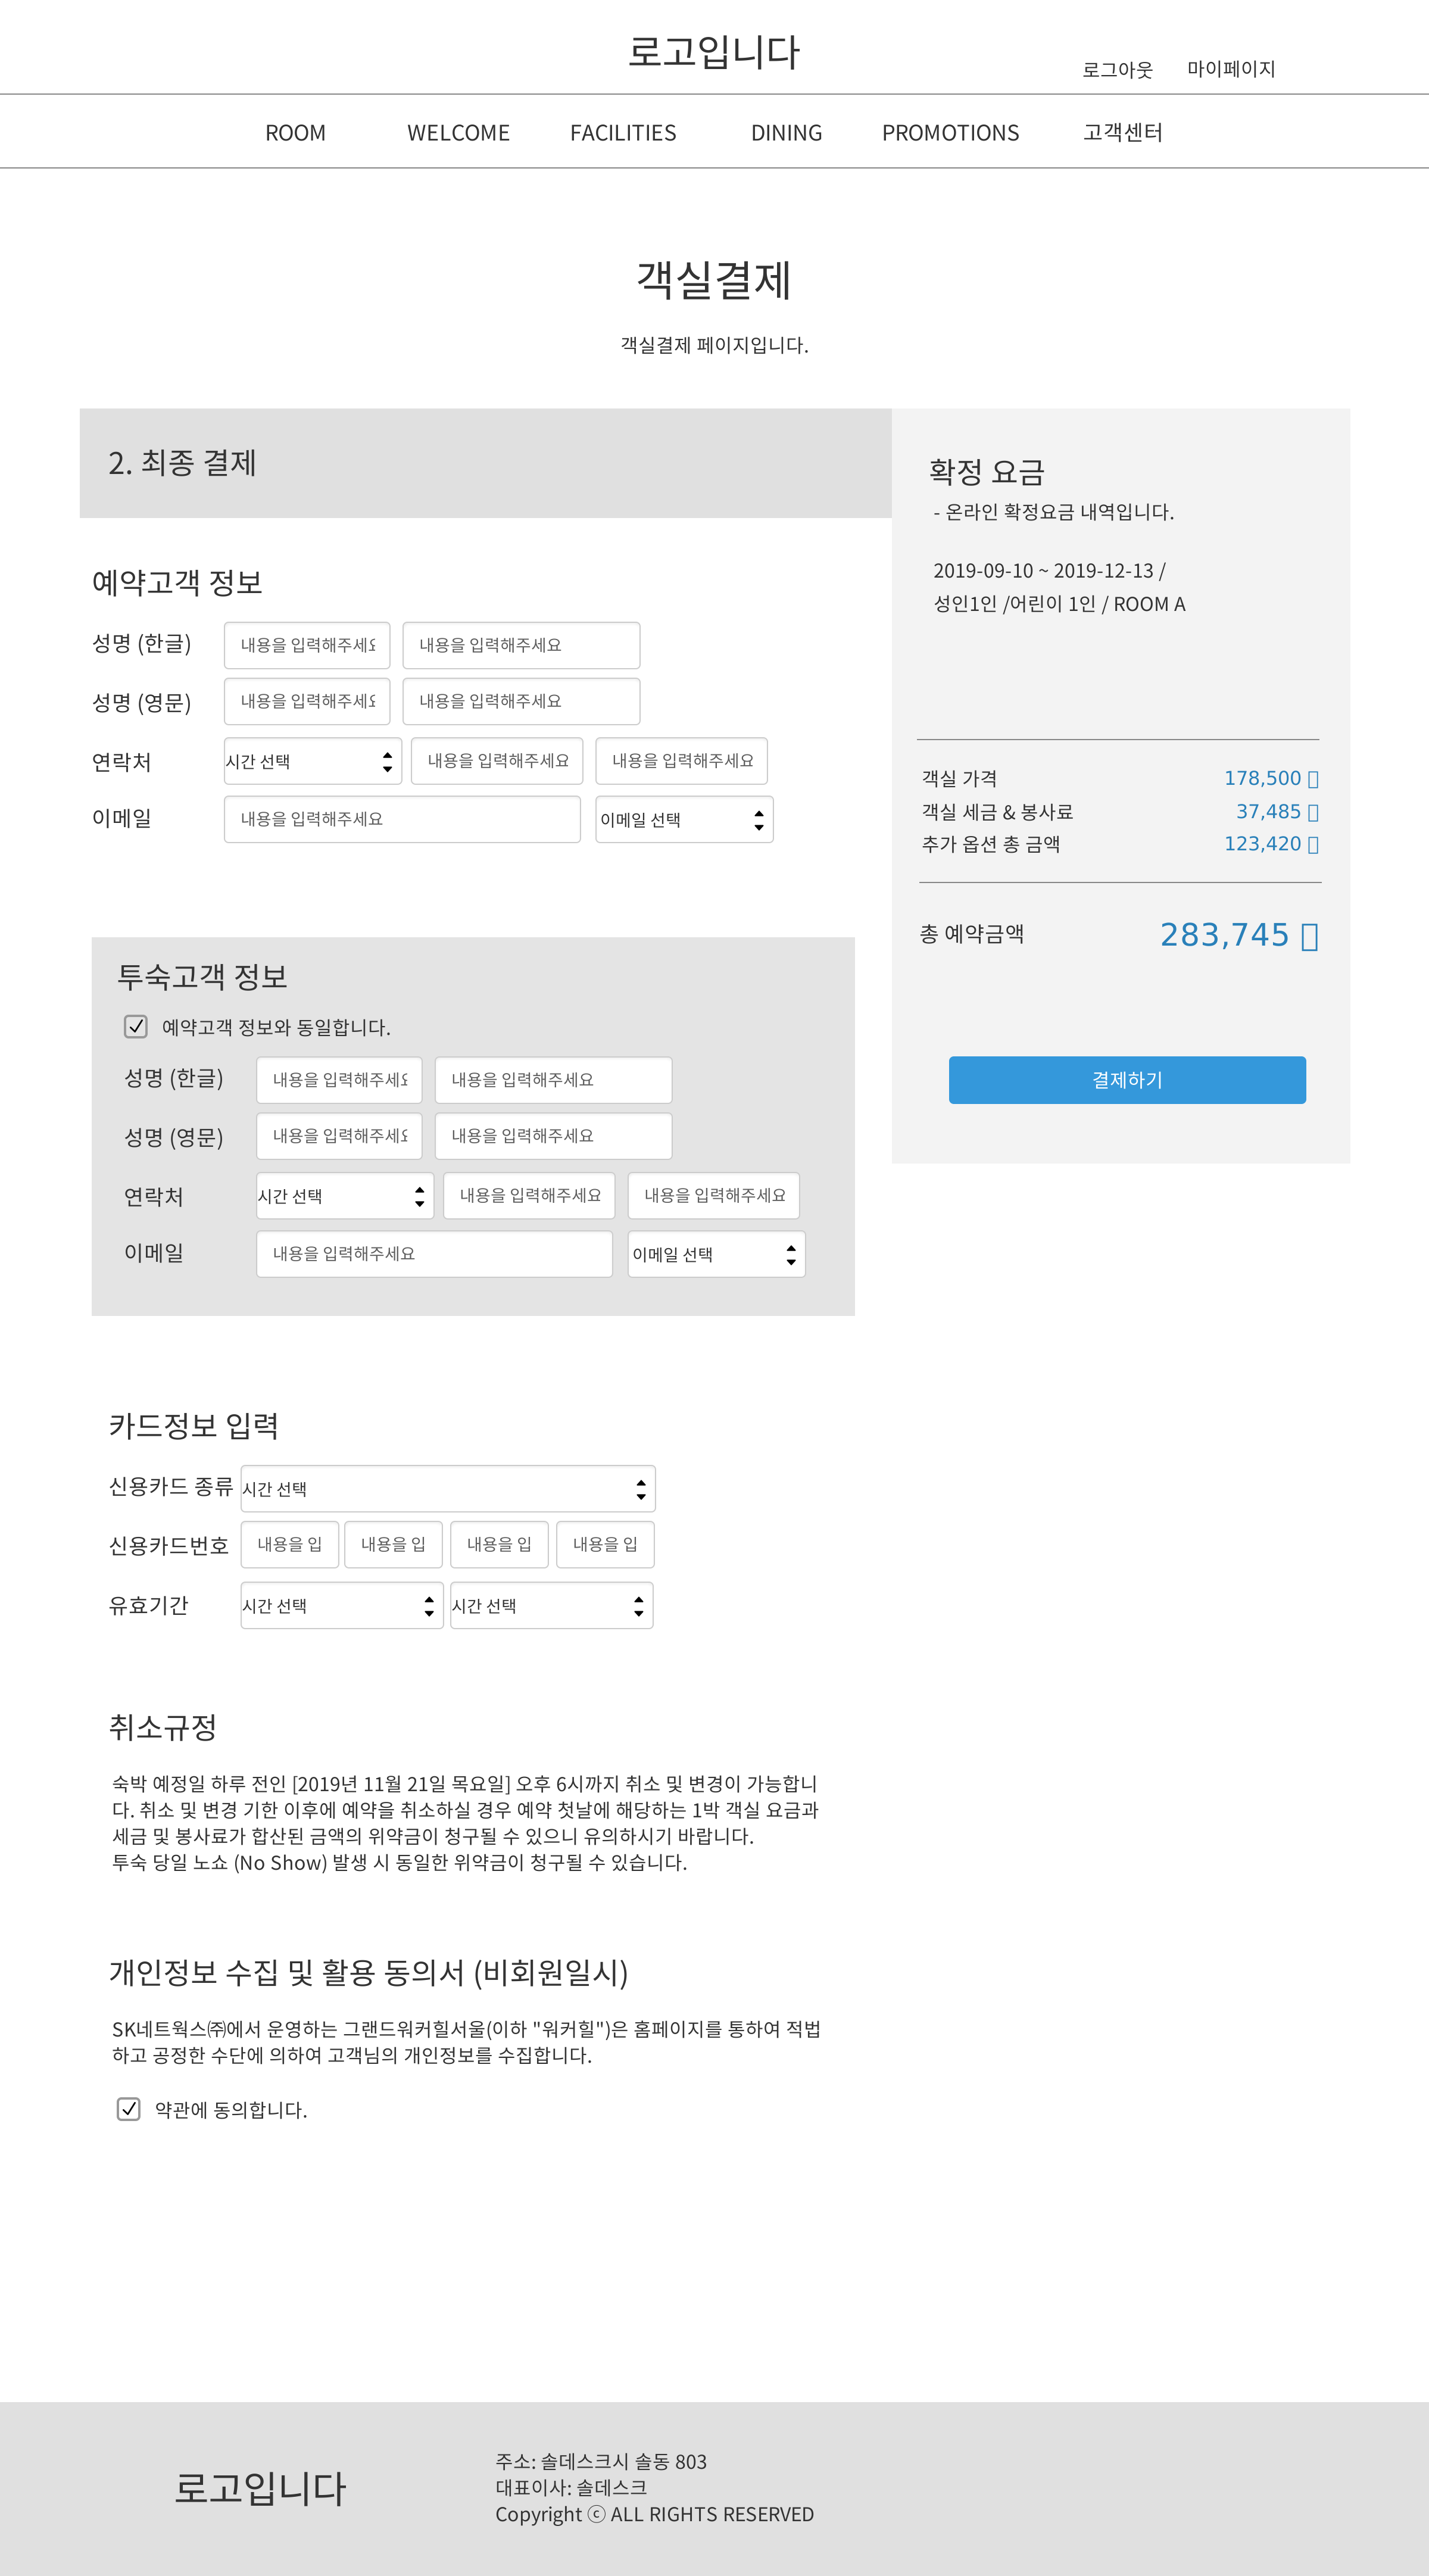 로고입니다
로그아웃 마이페이지
ROOM WELCOME FACILITIES DINING PROMOTIONS 고객센터
객실결제
객실결제 페이지입니다.
2. 최종 결제
예약고객 정보
성명 (한글) 내용을 입력해주세요 내용을 입력해주세요
성명 (영문) 내용을 입력해주세요 내용을 입력해주세요
연락처 시간 선택 내용을 입력해주세요 내용을 입력해주세요
이메일 내용을 입력해주세요 이메일 선택
투숙고객 정보
예약고객 정보와 동일합니다.
성명 (한글) 내용을 입력해주세요 내용을 입력해주세요
성명 (영문) 내용을 입력해주세요 내용을 입력해주세요
연락처 시간 선택 내용을 입력해주세요 내용을 입력해주세요
이메일 내용을 입력해주세요 이메일 선택
확정 요금
- 온라인 확정요금 내역입니다.
2019-09-10 ~ 2019-12-13 /
성인1인 /어린이 1인 / ROOM A
객실 가격 178,500
객실 세금 & 봉사료 37,485
추가 옵션 총 금액 123,420
총 예약금액 283,745
결제하기
카드정보 입력
신용카드 종류 시간 선택
신용카드번호 내용을 입 내용을 입 내용을 입 내용을 입
유효기간 시간 선택 시간 선택
취소규정
숙박 예정일 하루 전인 [2019년 11월 21일 목요일] 오후 6시까지 취소 및 변경이 가능합니
다. 취소 및 변경 기한 이후에 예약을 취소하실 경우 예약 첫날에 해당하는 1박 객실 요금과
세금 및 봉사료가 합산된 금액의 위약금이 청구될 수 있으니 유의하시기 바랍니다.
투숙 당일 노쇼 (No Show) 발생 시 동일한 위약금이 청구될 수 있습니다.
개인정보 수집 및 활용 동의서 (비회원일시)
SK네트웍스㈜에서 운영하는 그랜드워커힐서울(이하 "워커힐")은 홈페이지를 통하여 적법
하고 공정한 수단에 의하여 고객님의 개인정보를 수집합니다.
약관에 동의합니다.
로고입니다
주소: 솔데스크시 솔동 803
대표이사: 솔데스크
Copyright ⓒ ALL RIGHTS RESERVED